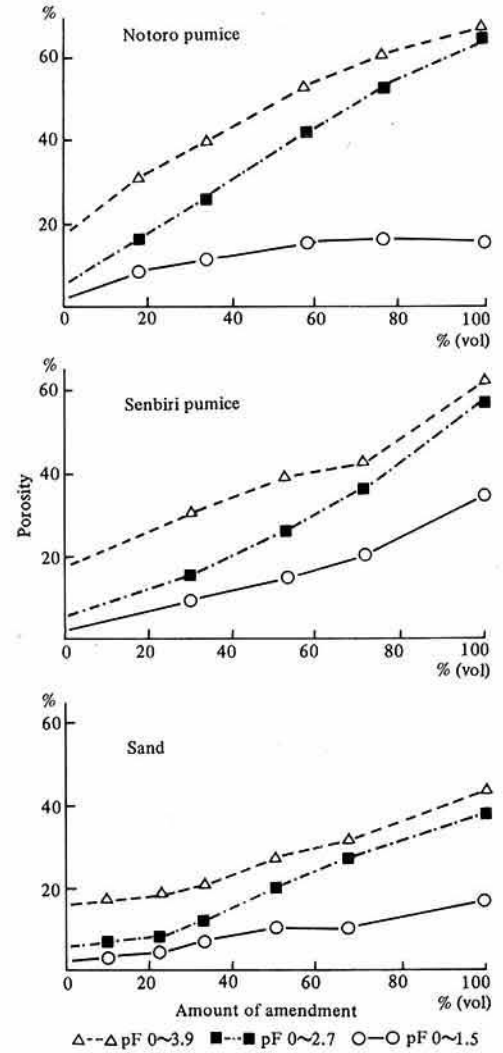 %
Notoro pumice
60
40
20
0 20 40 60 80 100
% (vol)
%
Senbiri pumice
60
40
20
Porosity
0 20 40 60 80 100
% (vol)
%
Sand
60
40
20
0 20 40 60 80 100
Amount of amendment % (vol)
△--△ pF 0~3.9 ■-·-■ pF 0~2.7 ○—○ pF 0~1.5